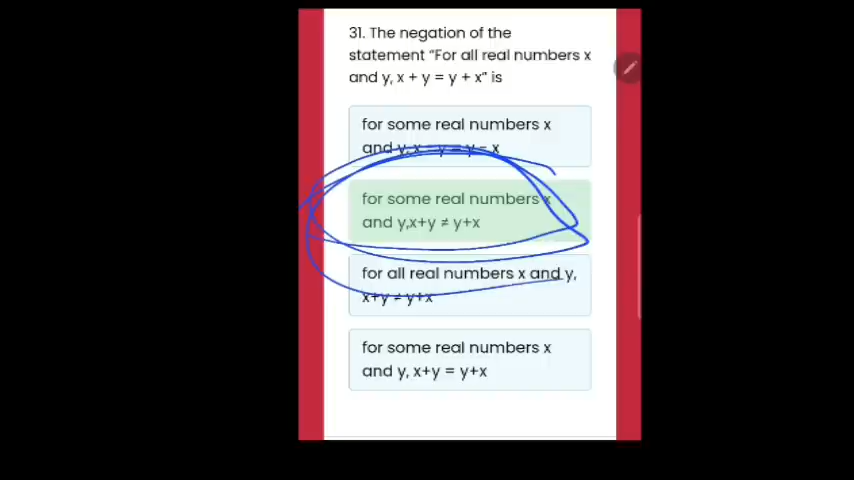 31. The negation of the
statement "For all real numbers x
and y, x + y = y + x" is
for some real numbers x
and y, x - y = y - x
for some real numbers x
and y,x+y ≠ y+x
for all real numbers x and y,
x+y ≠ y+x
for some real numbers x
and y, x+y = y+x